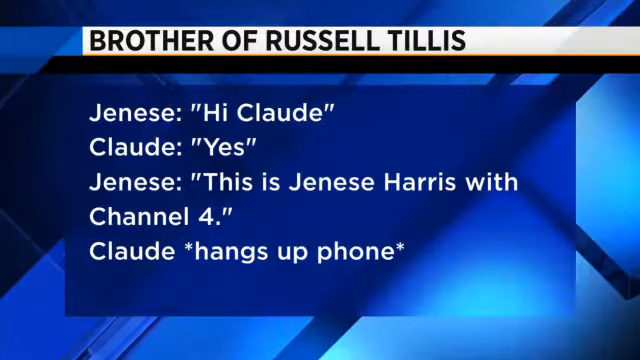 BROTHER OF RUSSELL TILLIS
Jenese: "Hi Claude"
Claude: "Yes"
Jenese: "This is Jenese Harris with
Channel 4."
Claude *hangs up phone*